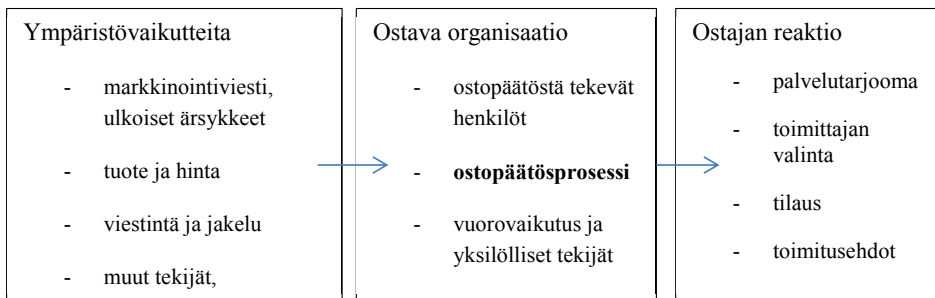 Ympäristövaikutteita
- markkinointiviesti,
ulkoiset ärsykkeet
- tuote ja hinta
- viestintä ja jakelu
- muut tekijät,
Ostava organisaatio
- ostopäätöstä tekevät
henkilöt
- ostopäätösprosessi
- vuorovaikutus ja
yksilölliset tekijät
Ostajan reaktio
- palvelutarjooma
- toimittajan
valinta
- tilaus
- toimitusehdot